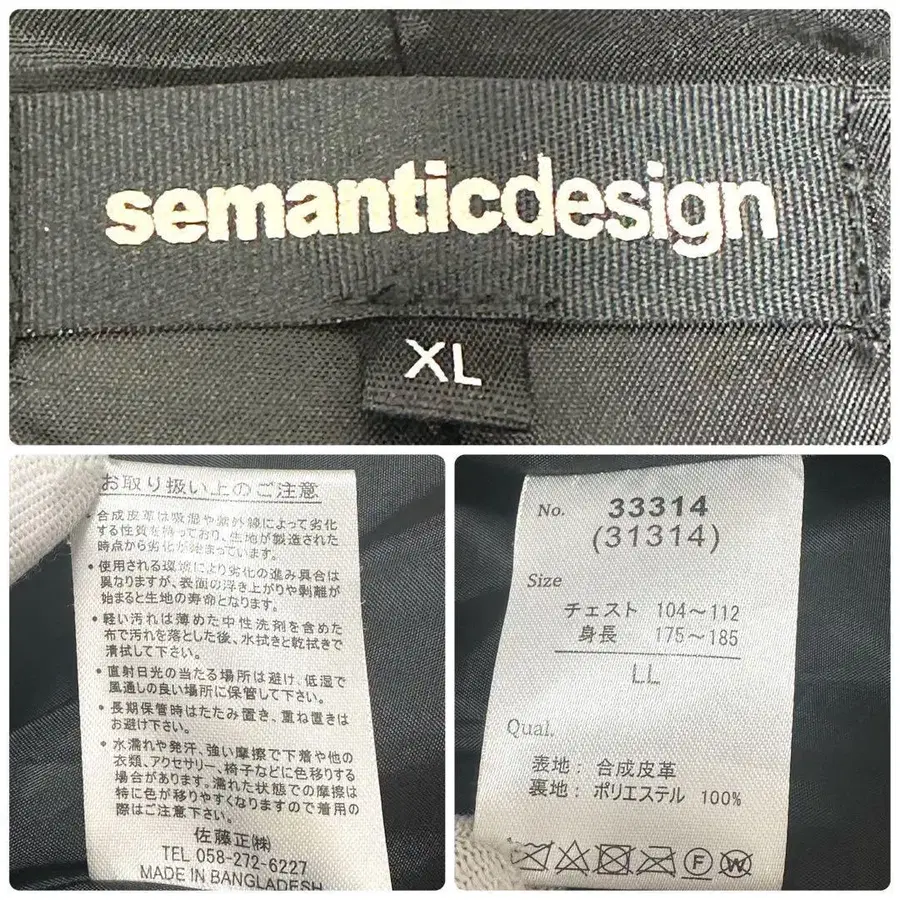 semanticdesign
XL
お取り扱い上のご注意
・合成皮革は吸湿や紫外線によって劣化
する性質を持っており、生地が製造された
時点から劣化が始まっています。
・使用される環境により劣化の進み具合は
異なりますが、表面の浮き上がりや剥離が
始まると生地の寿命となります。
・軽い汚れは薄めた中性洗剤を含めた
布で汚れを落とした後、水拭きと乾拭きで
清拭して下さい。
・直射日光の当たる場所は避け、低湿で
風通しの良い場所に保管して下さい。
・長期保管時はたたみ置き、重ね置きは
お避け下さい。
・水濡れや発汗、強い摩擦で下着や他の
衣類、アクセサリー、椅子などに色移りする
場合があります。濡れた状態での摩擦は
特に色が移りやすくなりますので着用の
際はご注意下さい。
佐藤正㈱
TEL 058-272-6227
MADE IN BANGLADESH
No. 33314
(31314)
Size
チェスト 104～112
身長 175～185
LL
Qual.
表地：合成皮革
裏地：ポリエステル 100%
F W